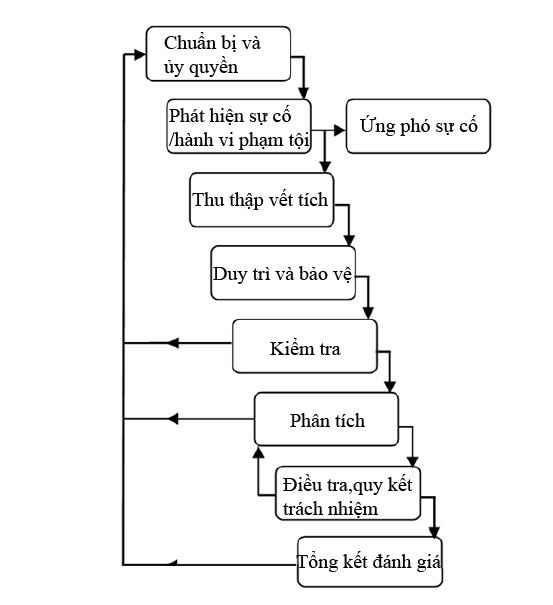 Chuẩn bị và
ủy quyền
Phát hiện sự cố
/hành vi phạm tội
Ứng phó sự cố
Thu thập vết tích
Duy trì và bảo vệ
Kiểm tra
Phân tích
Điều tra,quy kết
trách nhiệm
Tổng kết đánh giá